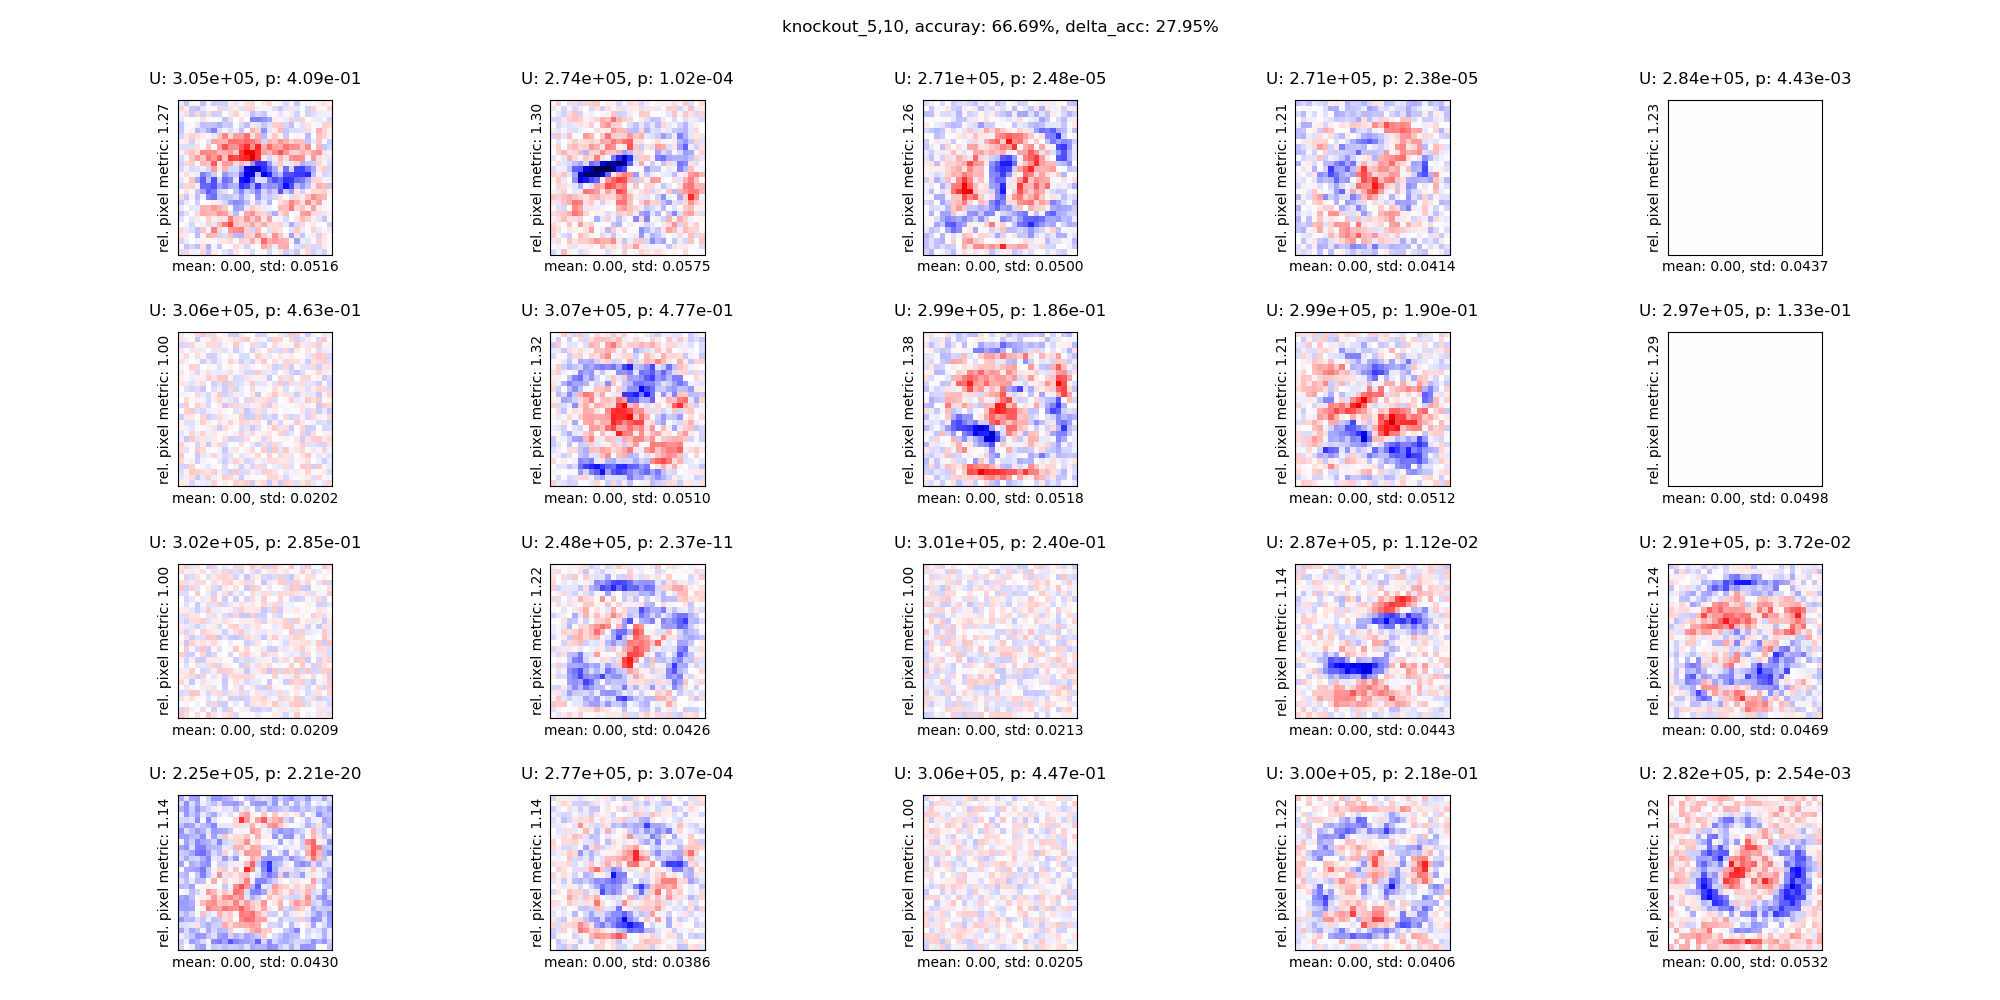 knockout_5,10, accuray: 66.69%, delta_acc: 27.95%
U: 3.05e+05, p: 4.09e-01
rel. pixel metric: 1.27
mean: 0.00, std: 0.0516
U: 2.74e+05, p: 1.02e-04
rel. pixel metric: 1.30
mean: 0.00, std: 0.0575
U: 2.71e+05, p: 2.48e-05
rel. pixel metric: 1.26
mean: 0.00, std: 0.0500
U: 2.71e+05, p: 2.38e-05
rel. pixel metric: 1.21
mean: 0.00, std: 0.0414
U: 2.84e+05, p: 4.43e-03
rel. pixel metric: 1.23
mean: 0.00, std: 0.0437
U: 3.06e+05, p: 4.63e-01
rel. pixel metric: 1.00
mean: 0.00, std: 0.0202
U: 3.07e+05, p: 4.77e-01
rel. pixel metric: 1.32
mean: 0.00, std: 0.0510
U: 2.99e+05, p: 1.86e-01
rel. pixel metric: 1.38
mean: 0.00, std: 0.0518
U: 2.99e+05, p: 1.90e-01
rel. pixel metric: 1.21
mean: 0.00, std: 0.0512
U: 2.97e+05, p: 1.33e-01
rel. pixel metric: 1.29
mean: 0.00, std: 0.0498
U: 3.02e+05, p: 2.85e-01
rel. pixel metric: 1.00
mean: 0.00, std: 0.0209
U: 2.48e+05, p: 2.37e-11
rel. pixel metric: 1.22
mean: 0.00, std: 0.0426
U: 3.01e+05, p: 2.40e-01
rel. pixel metric: 1.00
mean: 0.00, std: 0.0213
U: 2.87e+05, p: 1.12e-02
rel. pixel metric: 1.14
mean: 0.00, std: 0.0443
U: 2.91e+05, p: 3.72e-02
rel. pixel metric: 1.24
mean: 0.00, std: 0.0469
U: 2.25e+05, p: 2.21e-20
rel. pixel metric: 1.14
mean: 0.00, std: 0.0430
U: 2.77e+05, p: 3.07e-04
rel. pixel metric: 1.14
mean: 0.00, std: 0.0386
U: 3.06e+05, p: 4.47e-01
rel. pixel metric: 1.00
mean: 0.00, std: 0.0205
U: 3.00e+05, p: 2.18e-01
rel. pixel metric: 1.22
mean: 0.00, std: 0.0406
U: 2.82e+05, p: 2.54e-03
rel. pixel metric: 1.22
mean: 0.00, std: 0.0532